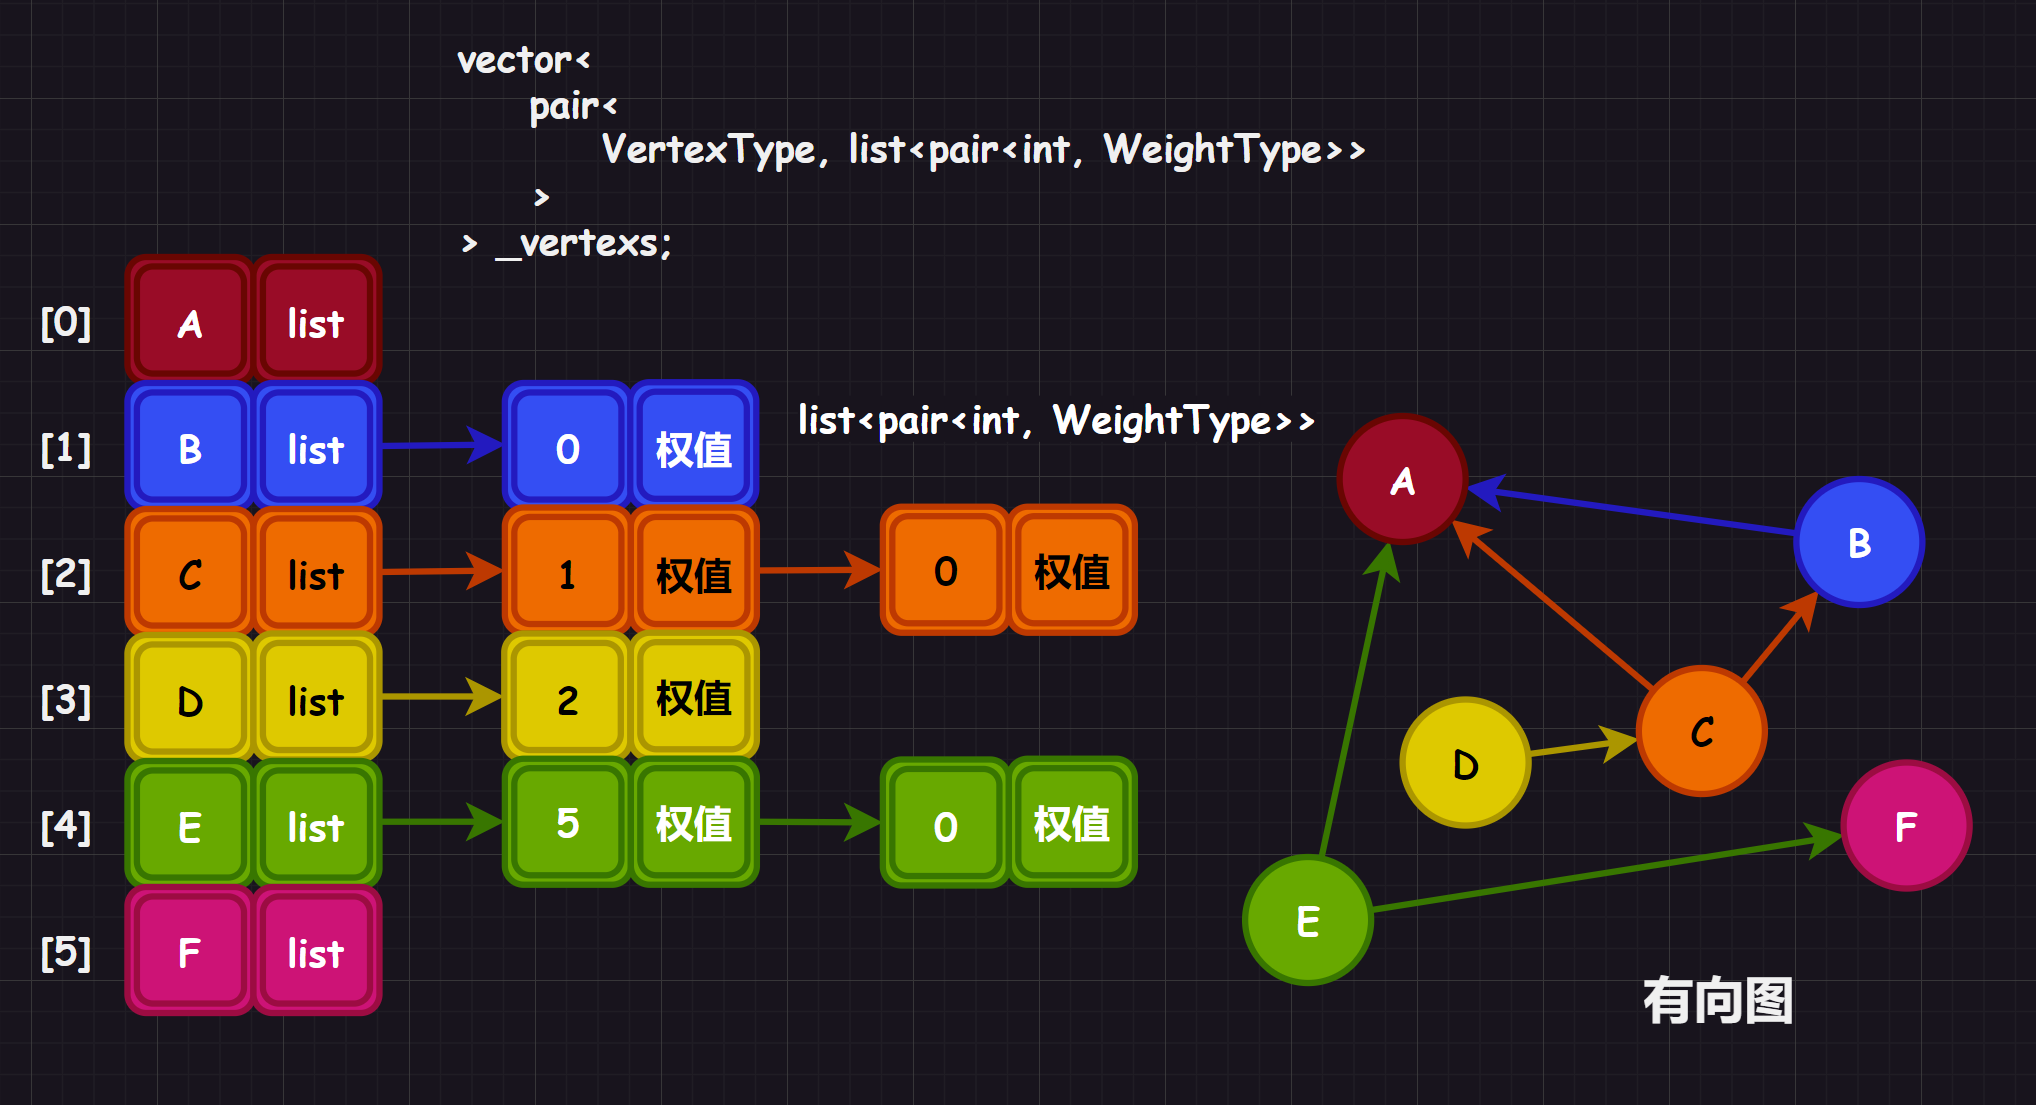 vector<
pair<
VertexType, list<pair<int, WeightType>>
>
> _vertexs;
[0] A list
[1] B list 0 权值 list<pair<int, WeightType>>
[2] C list 1 权值 0 权值
[3] D list 2 权值
[4] E list 5 权值 0 权值
[5] F list
A
B
C
D
F
E
有向图